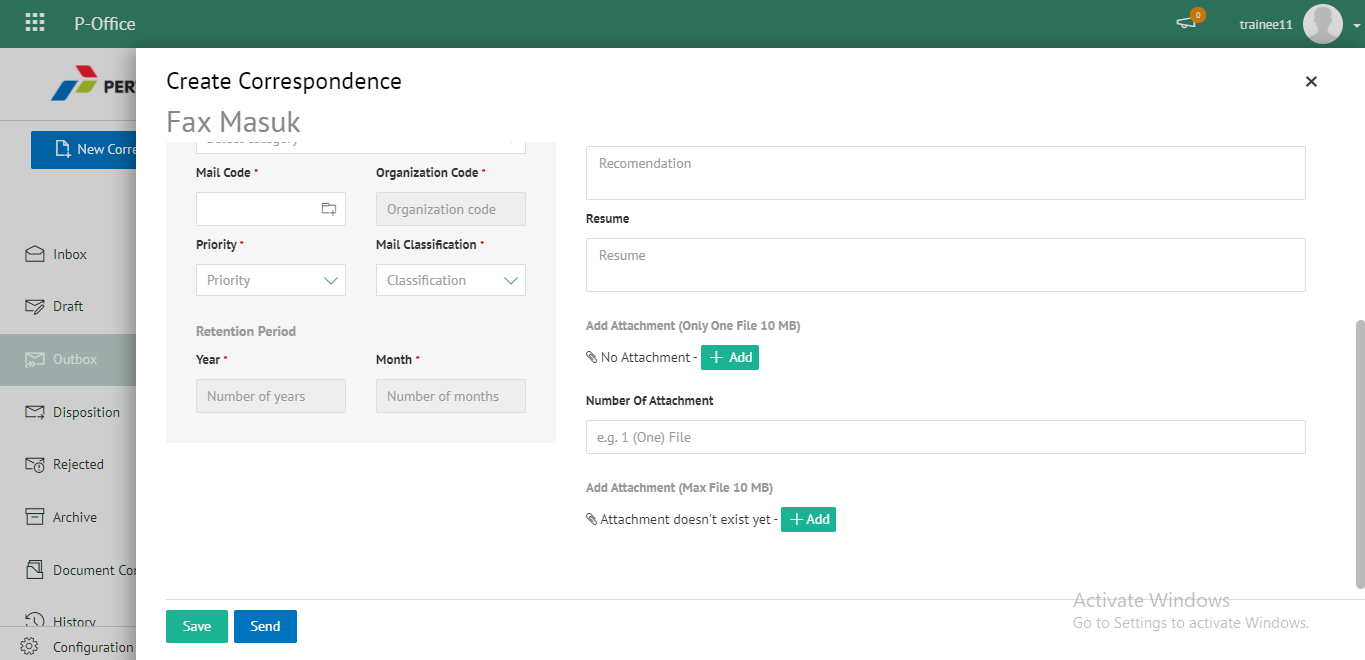 P-Office
0
trainee11
PER
New Corre
Inbox
Draft
Outbox
Disposition
Rejected
Archive
Document Co
History
Configuration
Create Correspondence
Fax Masuk
Select category
Mail Code *
Organization Code *
Organization code
Priority *
Mail Classification *
Priority
Classification
Retention Period
Year *
Month *
Number of years
Number of months
Recomendation
Resume
Resume
Add Attachment (Only One File 10 MB)
No Attachment - + Add
Number Of Attachment
e.g. 1 (One) File
Add Attachment (Max File 10 MB)
Attachment doesn't exist yet - + Add
Save
Send
Activate Windows
Go to Settings to activate Windows.